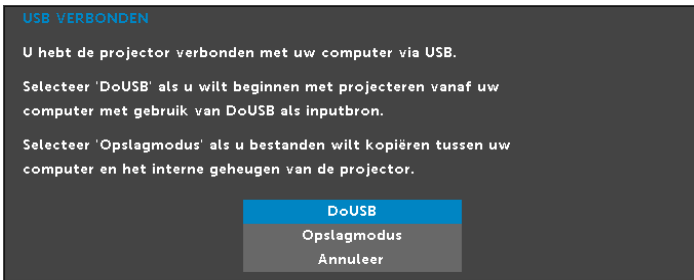 USB VERBONDEN
U hebt de projector verbonden met uw computer via USB.
Selecteer 'DoUSB' als u wilt beginnen met projecteren vanaf uw
computer met gebruik van DoUSB als inputbron.
Selecteer 'Opslagmodus' als u bestanden wilt kopiëren tussen uw
computer en het interne geheugen van de projector.
DoUSB
Opslagmodus
Annuleer